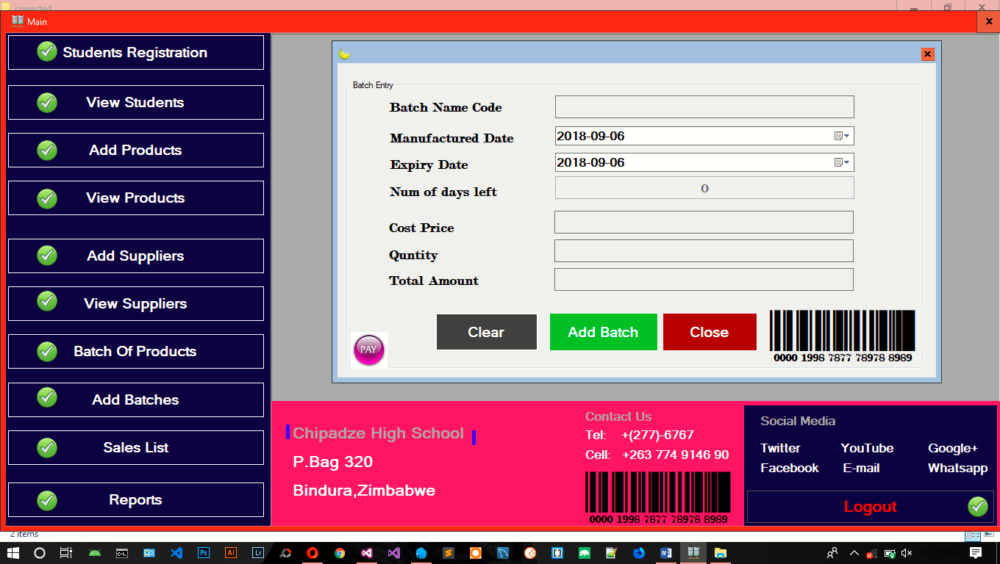 corrected
Main
Students Registration
View Students
Add Products
View Products
Add Suppliers
View Suppliers
Batch Of Products
Add Batches
Sales List
Reports
Batch Entry
Batch Name Code
Manufactured Date 2018-09-06
Expiry Date 2018-09-06
Num of days left 0
Cost Price
Quntity
Total Amount
PAY
Clear Add Batch Close
0000 1998 7877 78978 8989
Chipadze High School
P.Bag 320
Bindura,Zimbabwe
Contact Us
Tel: +(277)-6767
Cell: +263 774 9146 90
0000 1998 7877 78978 8989
Social Media
Twitter YouTube Google+
Facebook E-mail Whatsapp
Logout
2 items
Ps Ai Lr